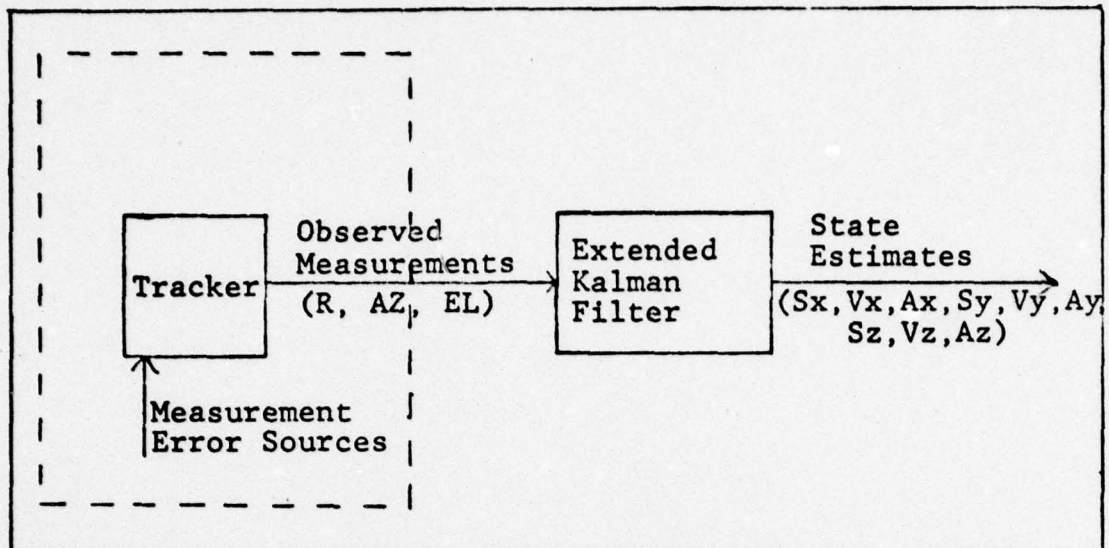 Tracker
Observed
Measurements
(R, AZ, EL)
Measurement
Error Sources
Extended
Kalman
Filter
State
Estimates
(Sx,Vx,Ax,Sy,Vy,Ay,
Sz,Vz,Az)